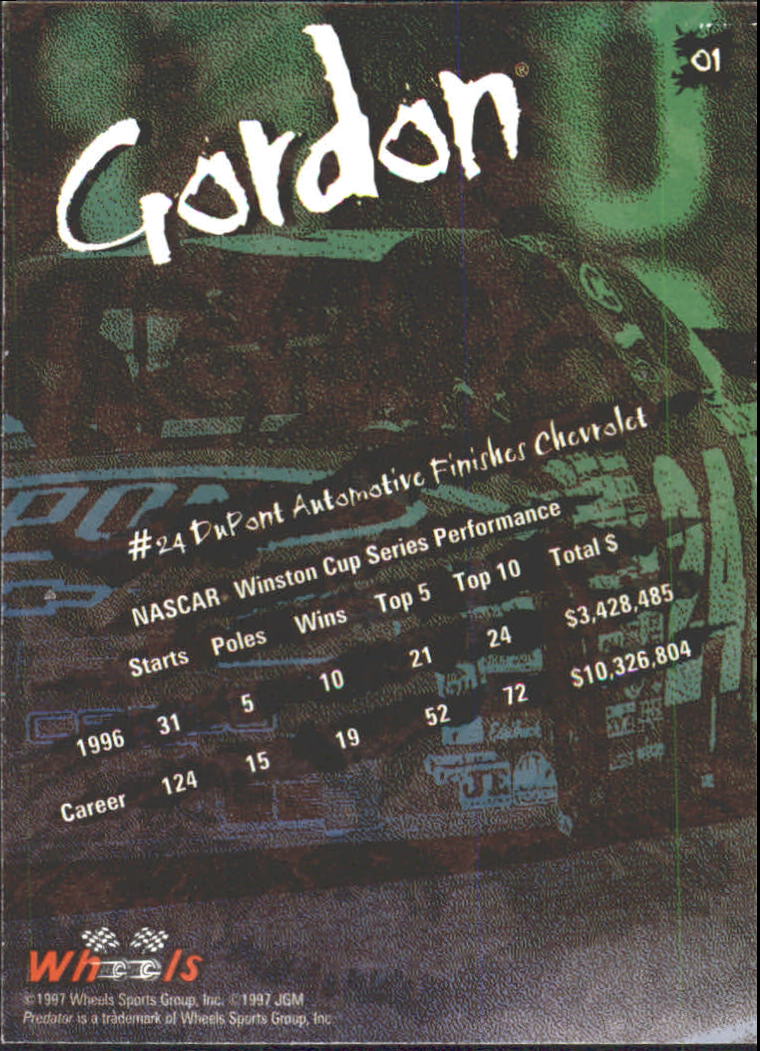 Gordon®
01
#24 DuPont Automotive Finishes Chevrolet
NASCAR® Winston Cup Series Performance
Starts Poles Wins Top 5 Top 10 Total $
1996 31 5 10 21 24 $3,428,485
Career 124 15 19 52 72 $10,326,804
24
JE
Wheels
©1997 Wheels Sports Group, Inc. ©1997 JGM
Predator is a trademark of Wheels Sports Group, Inc.